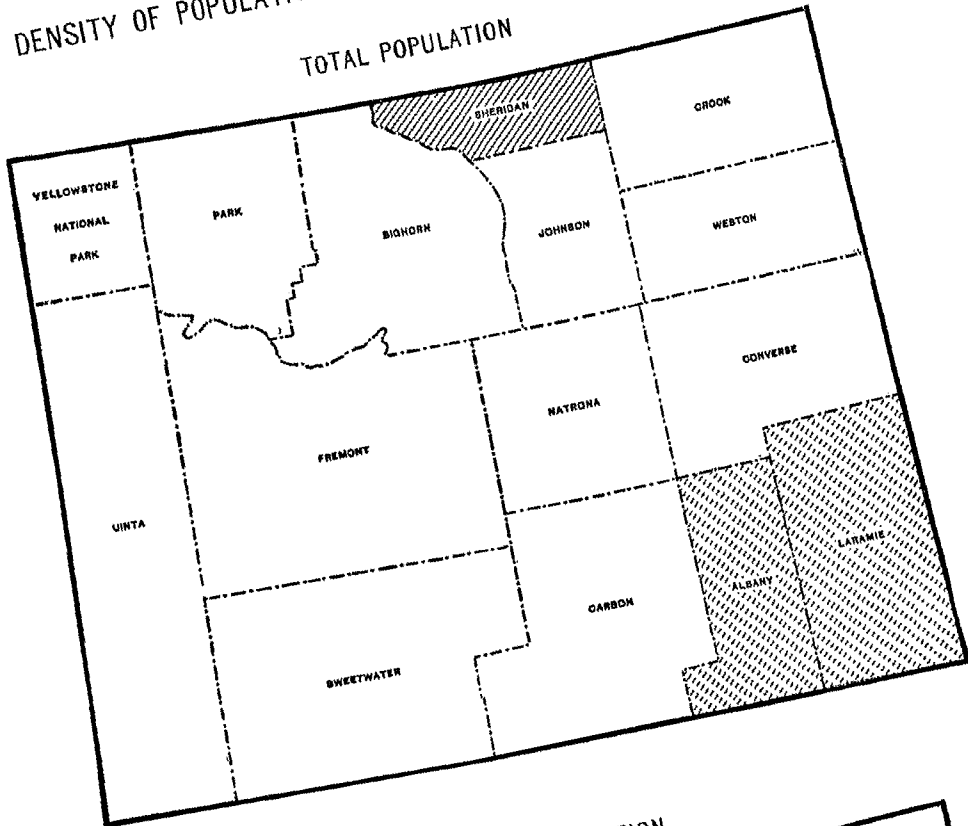 DENSITY OF
TOTAL POPULATION
SHERIDAN
CROOK
YELLOWSTONE
NATIONAL
PARK
PARK
BIGHORN
JOHNSON
WESTON
CONVERSE
NATRONA
FREMONT
UINTA
LARAMIE
ALBANY
CARBON
SWEETWATER